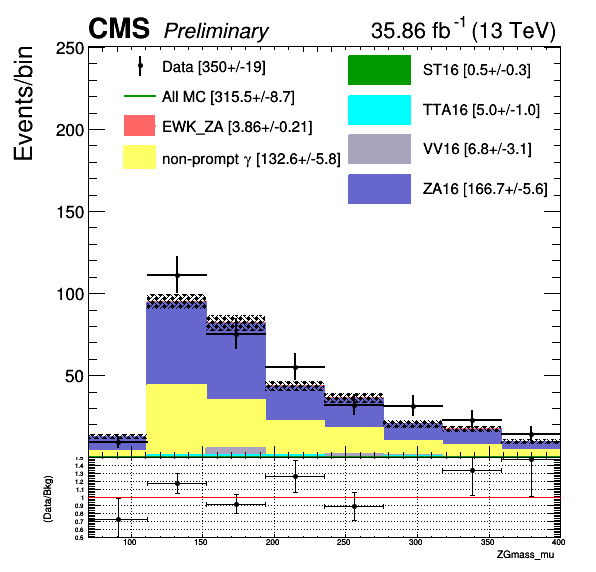 CMS Preliminary 35.86 fb⁻¹ (13 TeV)
Events/bin
250
200
150
100
50
Data [350+/-19]
All MC [315.5+/-8.7]
EWK_ZA [3.86+/-0.21]
non-prompt γ [132.6+/-5.8]
ST16 [0.5+/-0.3]
TTA16 [5.0+/-1.0]
VV16 [6.8+/-3.1]
ZA16 [166.7+/-5.6]
(Data/Bkg)
1.5
1.4
1.3
1.2
1.1
1
0.9
0.8
0.7
0.6
0.5
100 150 200 250 300 350 400
ZGmass_mu